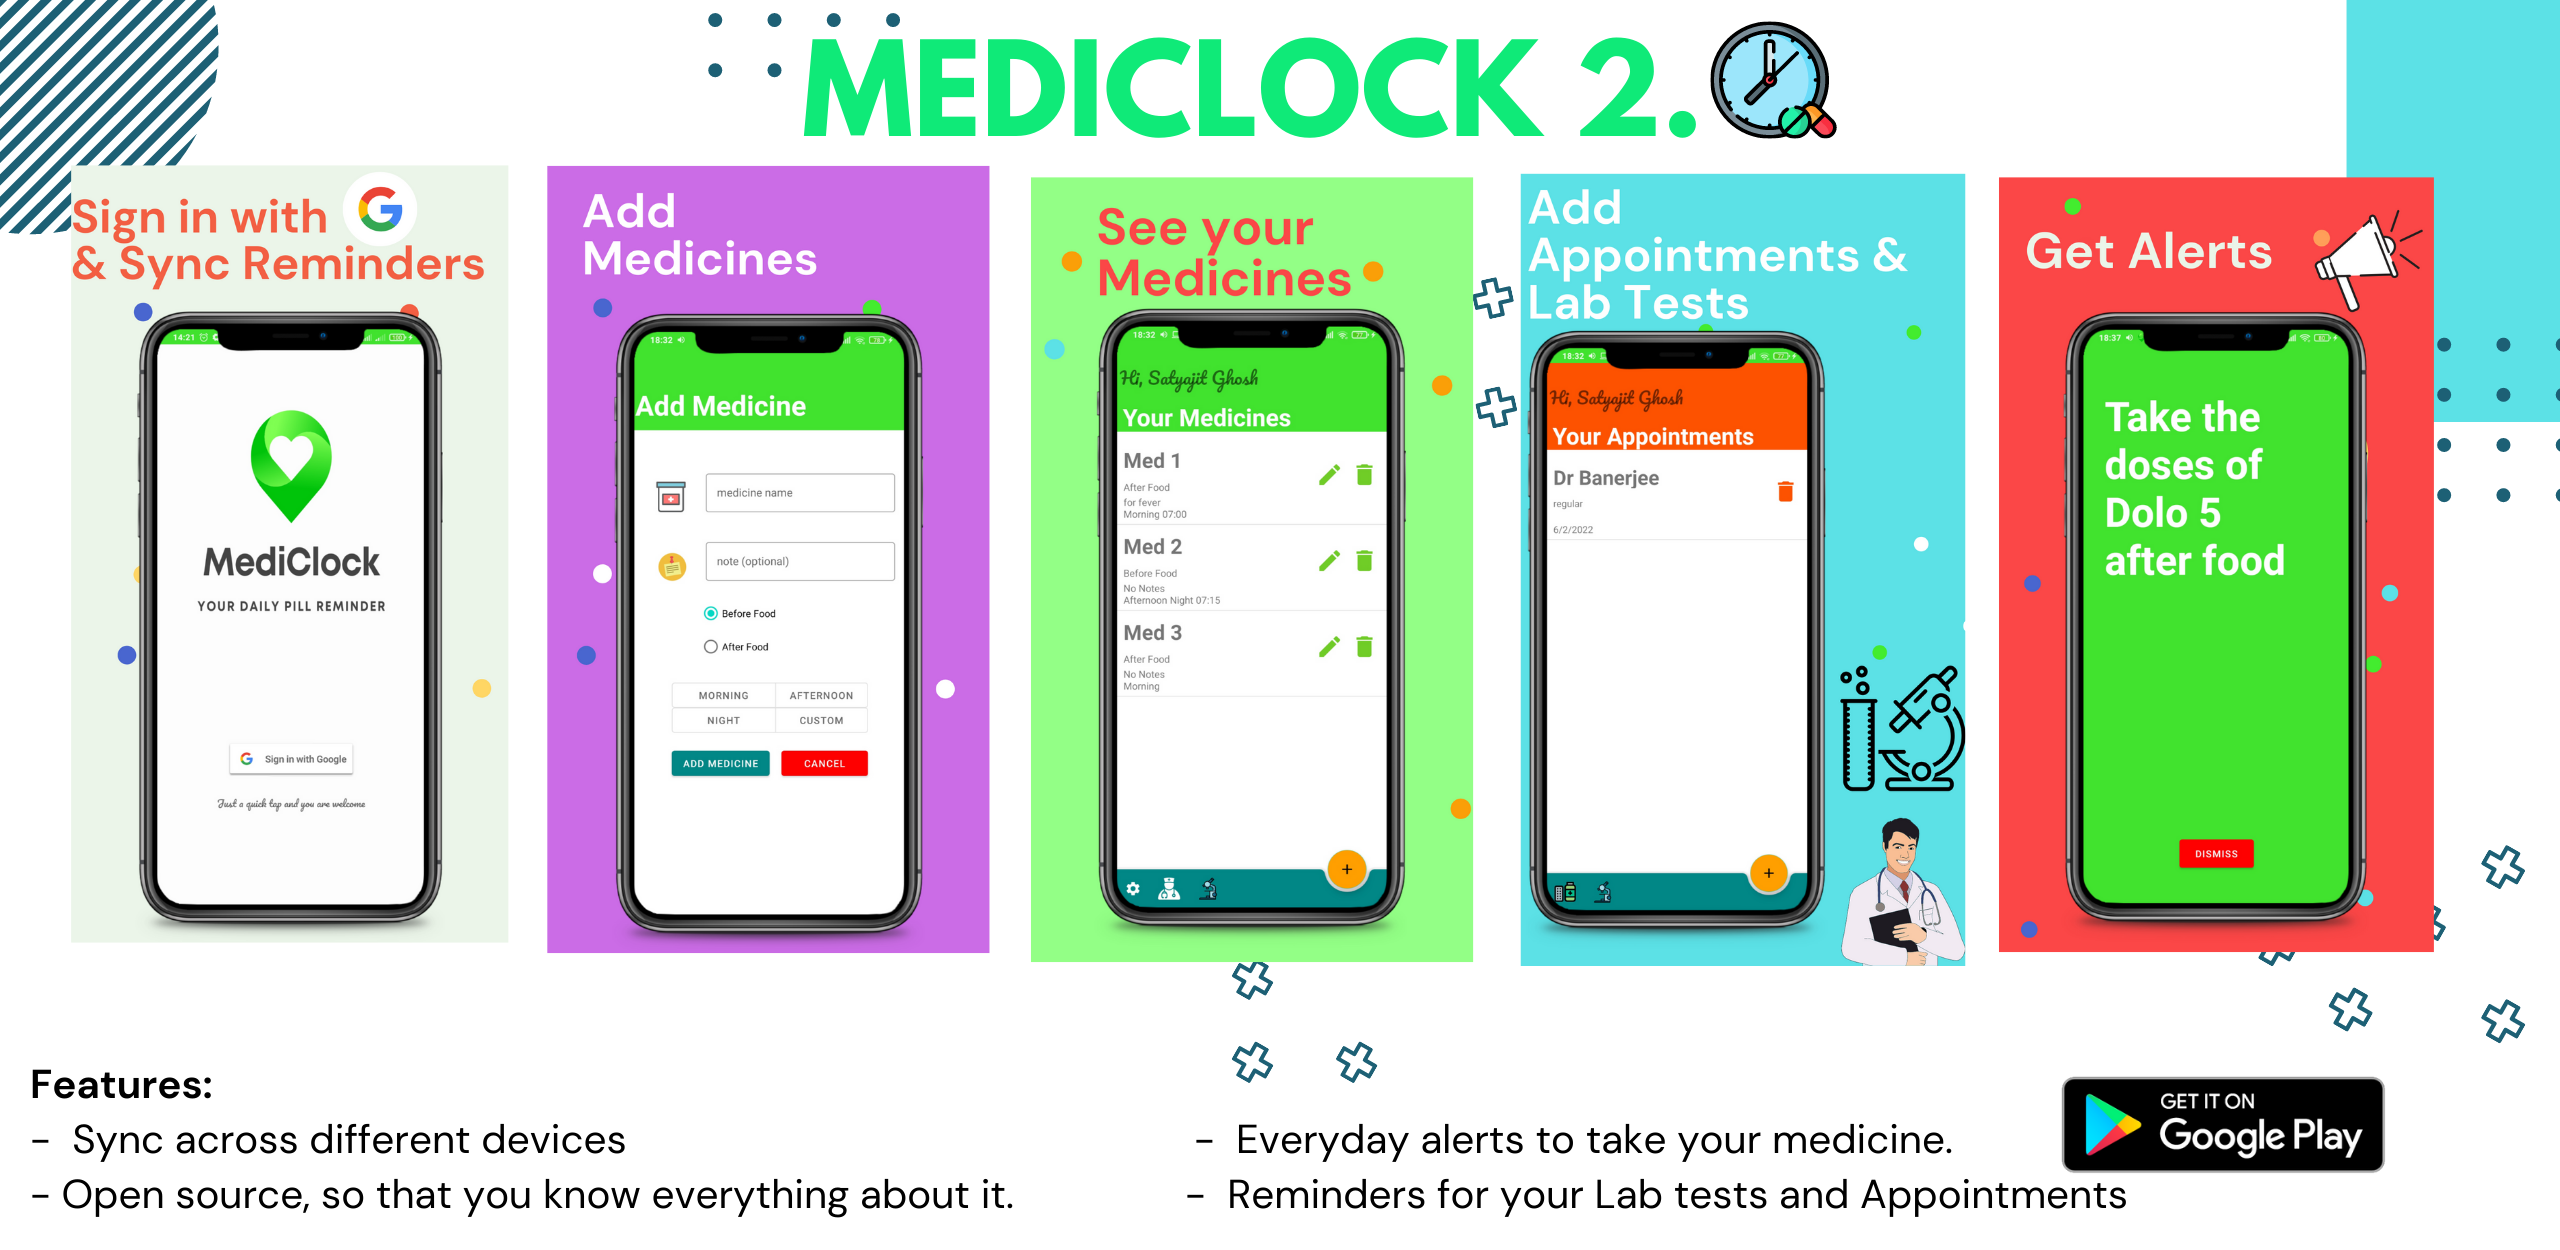 MEDICLOCK 2.
Sign in with G
& Sync Reminders
14:21
MediClock
YOUR DAILY PILL REMINDER
Sign in with Google
Just a quick tap and you are welcome
Add
Medicines
18:32
Add Medicine
medicine name
note (optional)
Before Food
After Food
MORNING AFTERNOON
NIGHT CUSTOM
ADD MEDICINE CANCEL
See your
Medicines
18:32
Hi, Satyajit Ghosh
Your Medicines
Med 1
After Food
for fever
Morning 07:00
Med 2
Before Food
No Notes
Afternoon Night 07:15
Med 3
After Food
No Notes
Morning
+
Add
Appointments &
Lab Tests
18:32
Hi, Satyajit Ghosh
Your Appointments
Dr Banerjee
regular
6/2/2022
+
Get Alerts
18:37
Take the
doses of
Dolo 5
after food
DISMISS
Features:
- Sync across different devices
- Open source, so that you know everything about it.
- Everyday alerts to take your medicine.
- Reminders for your Lab tests and Appointments
GET IT ON
Google Play